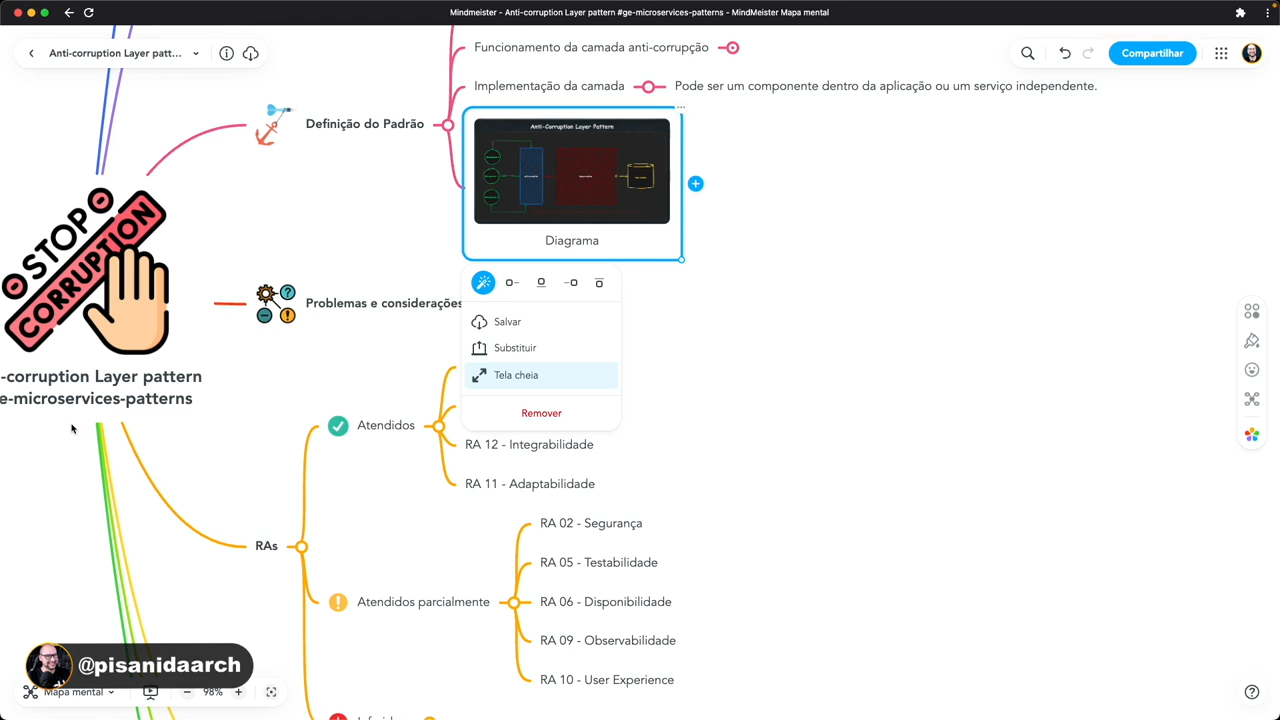 Mindmeister - Anti-corruption Layer pattern #ge-microservices-patterns - MindMeister Mapa mental
Anti-corruption Layer patt...
Compartilhar
Funcionamento da camada anti-corrupção
Implementação da camada
Pode ser um componente dentro da aplicação ou um serviço independente.
Definição do Padrão
Anti-Corruption Layer Pattern
Diagrama
STOP
CORRUPTION
-corruption Layer pattern
e-microservices-patterns
Problemas e considerações
Salvar
Substituir
Tela cheia
Remover
Atendidos
RA 12 - Integrabilidade
RA 11 - Adaptabilidade
RAs
Atendidos parcialmente
RA 02 - Segurança
RA 05 - Testabilidade
RA 06 - Disponibilidade
RA 09 - Observabilidade
RA 10 - User Experience
@pisanidaarch
Mapa mental
98%